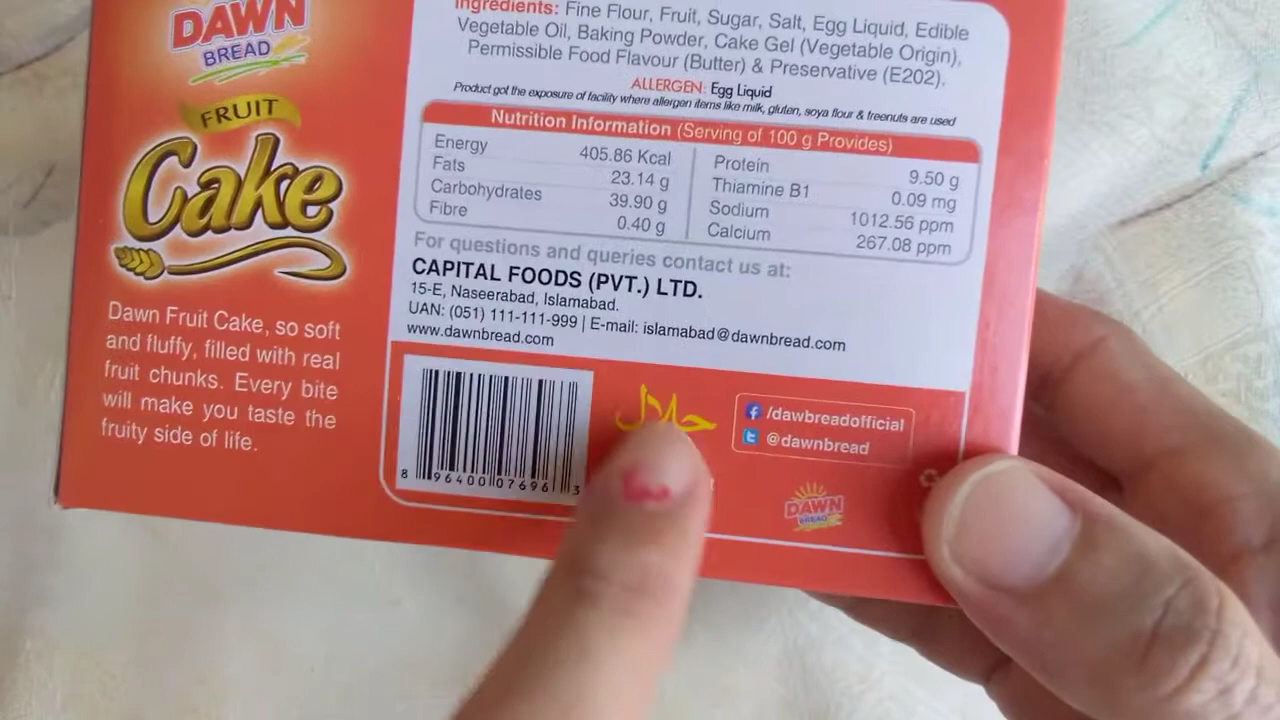 DAWN
BREAD
FRUIT
Cake
Dawn Fruit Cake, so soft
and fluffy, filled with real
fruit chunks. Every bite
will make you taste the
fruity side of life.
Ingredients: Fine Flour, Fruit, Sugar, Salt, Egg Liquid, Edible
Vegetable Oil, Baking Powder, Cake Gel (Vegetable Origin),
Permissible Food Flavour (Butter) & Preservative (E202).
ALLERGEN: Egg Liquid
Product got the exposure of facility where allergen items like milk, gluten, soya flour & treenuts are used
Nutrition Information (Serving of 100 g Provides)
Energy 405.86 Kcal
Fats 23.14 g
Carbohydrates 39.90 g
Fibre 0.40 g
Protein 9.50 g
Thiamine B1 0.09 mg
Sodium 1012.56 ppm
Calcium 267.08 ppm
For questions and queries contact us at:
CAPITAL FOODS (PVT.) LTD.
15-E, Naseerabad, Islamabad.
UAN: (051) 111-111-999 | E-mail: islamabad@dawnbread.com
www.dawnbread.com
8 964000 07696 3
حلال
/dawbreadofficial
@dawnbread
DAWN
BREAD